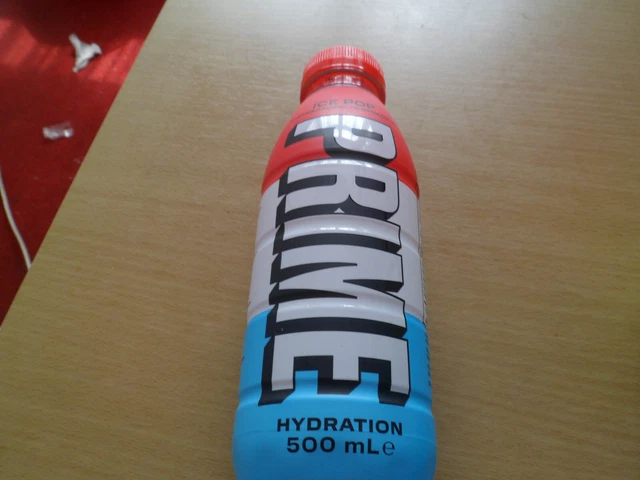 ICE POP
PRIME
HYDRATION
500 mLe